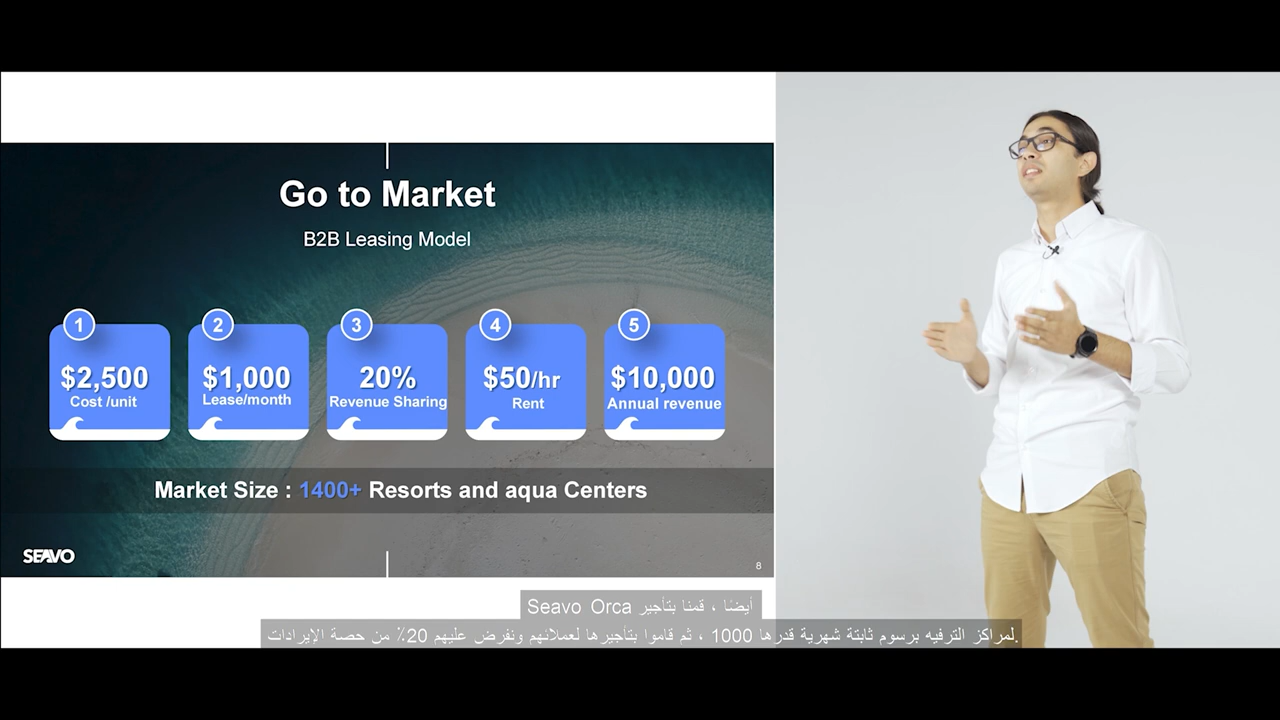 Go to Market
B2B Leasing Model
1
$2,500
Cost /unit
2
$1,000
Lease/month
3
20%
Revenue Sharing
4
$50/hr
Rent
5
$10,000
Annual revenue
Market Size : 1400+ Resorts and aqua Centers
SEAVO
8
أيضًا ، قمنا بتأجير Seavo Orca
لمراكز الترفيه برسوم ثابتة شهرية قدرها 1000 ، ثم قاموا بتأجيرها لعملائهم ونفرض عليهم 20٪ من حصة الإيرادات.